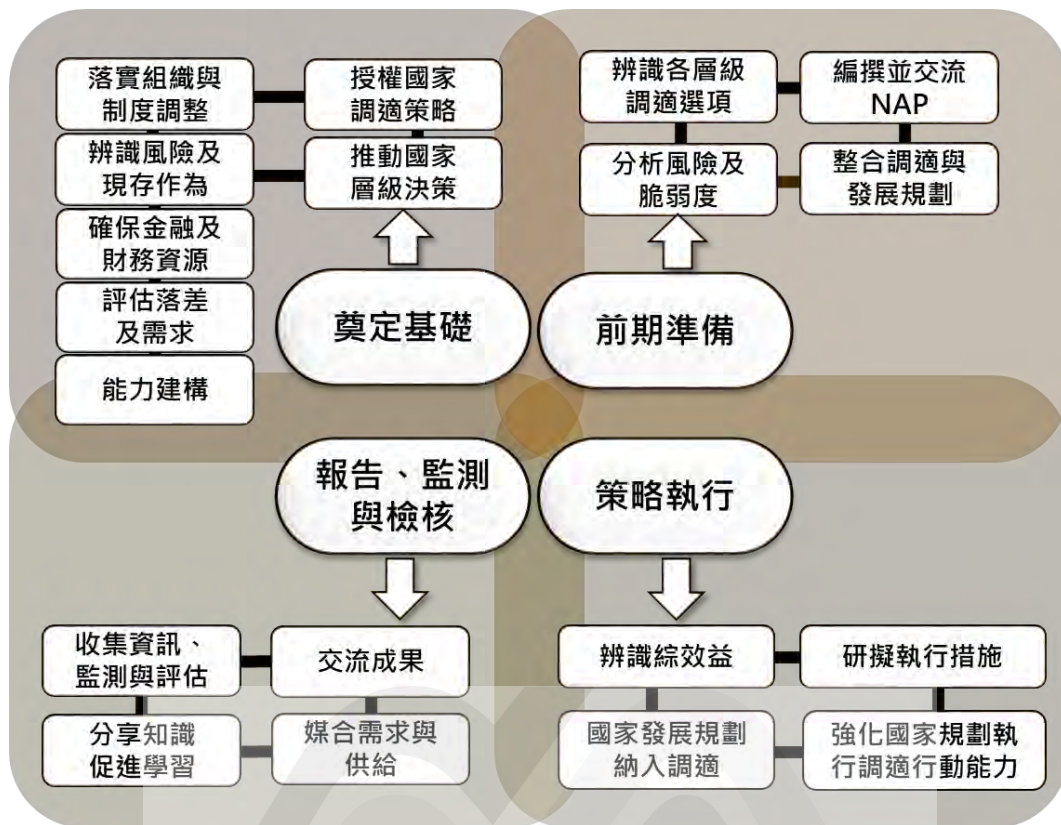 落實組織與
制度調整
授權國家
調適策略
辨識風險及
現存作為
推動國家
層級決策
確保金融及
財務資源
評估落差
及需求
能力建構
奠定基礎
辨識各層級
調適選項
編撰並交流
NAP
分析風險及
脆弱度
整合調適與
發展規劃
前期準備
報告、監測
與檢核
收集資訊、
監測與評估
交流成果
分享知識
促進學習
媒合需求與
供給
策略執行
辨識綜效益
研擬執行措施
國家發展規劃
納入調適
強化國家規劃執
行調適行動能力